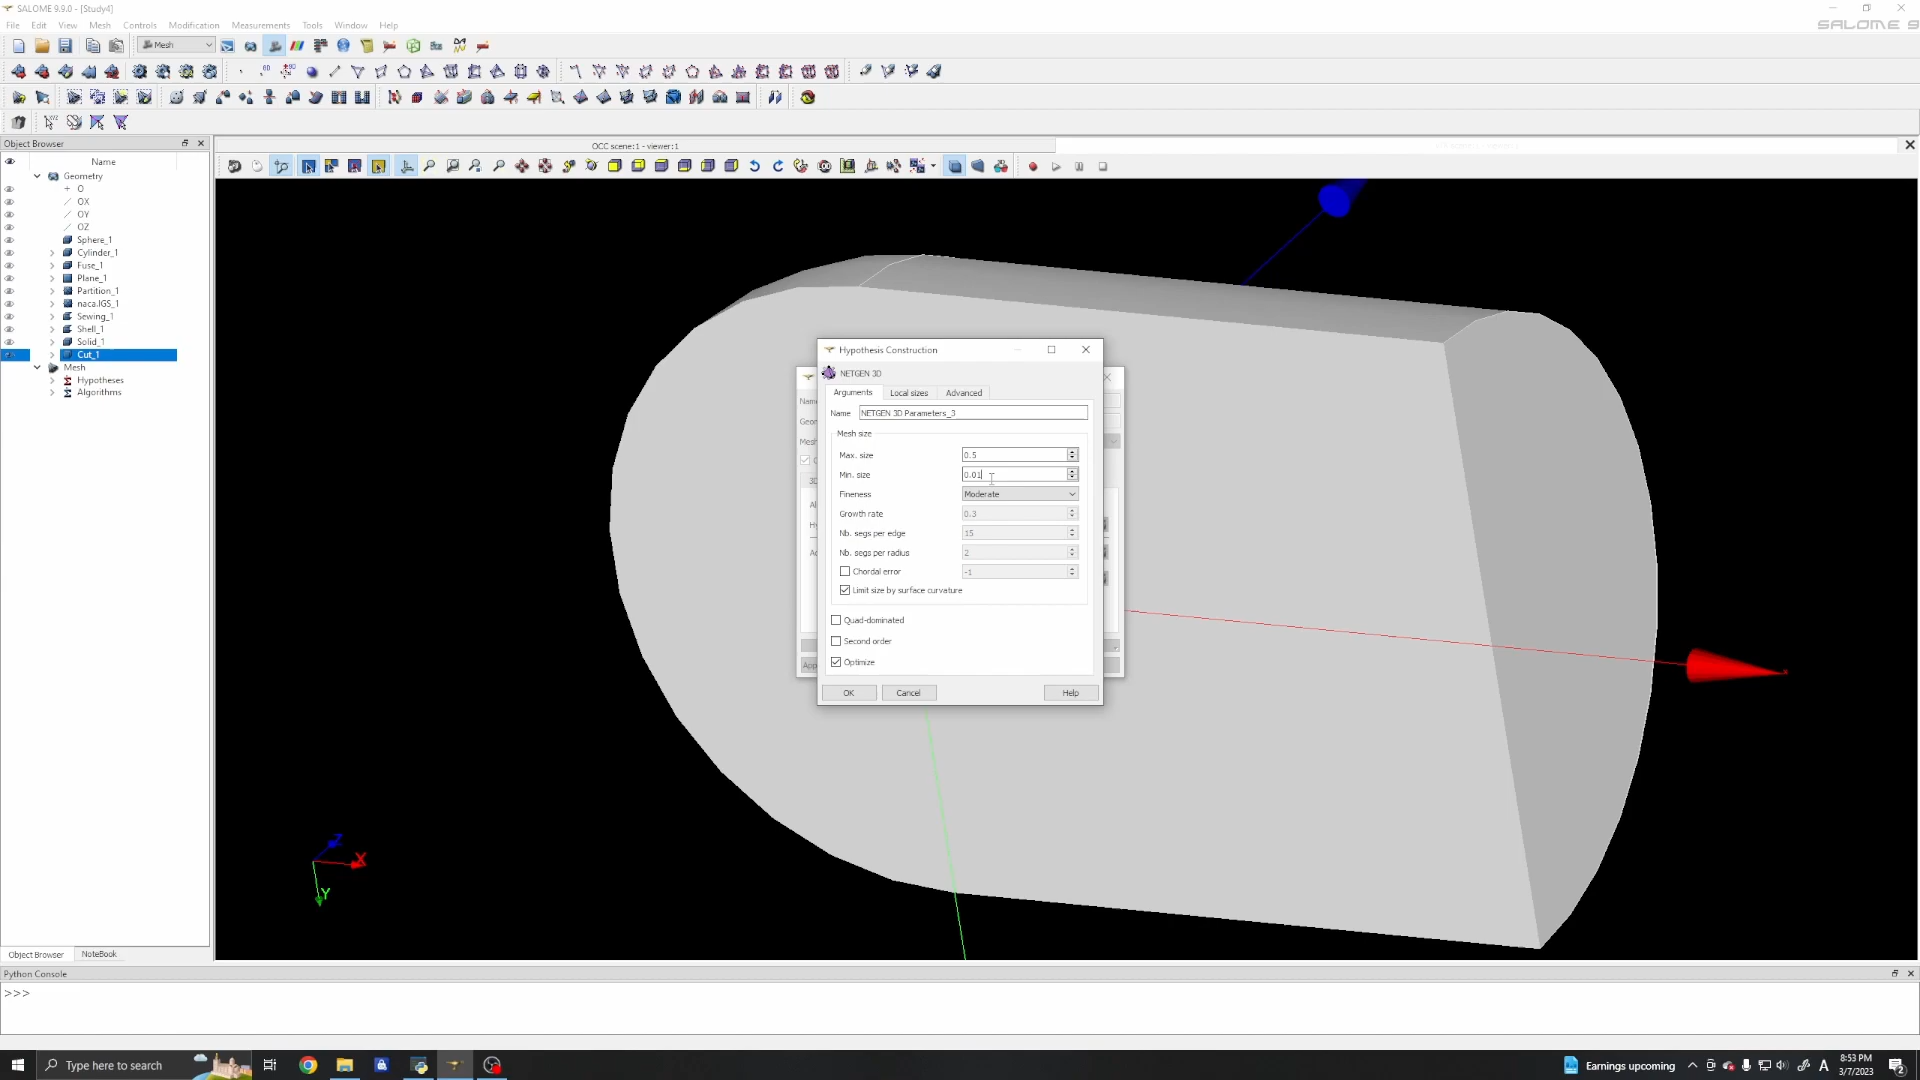 SALOME 9.9.0 - [Study4]
File Edit View Mesh Controls Modification Measurements Tools Window Help
SALOME 9
Mesh
Object Browser
OCC scene:1 - viewer:1
Name
Geometry
O
OX
OY
OZ
Sphere_1
Cylinder_1
Fuse_1
Plane_1
Partition_1
naca.IGS_1
Sewing_1
Shell_1
Solid_1
Cut_1
Mesh
Hypotheses
Algorithms
Hypothesis Construction
NETGEN 3D
Arguments Local sizes Advanced
Name NETGEN 3D Parameters_3
Mesh size
Max. size 0.5
Min. size 0.01
Fineness Moderate
Growth rate 0.3
Nb. segs per edge 15
Nb. segs per radius 2
Chordal error -1
Limit size by surface curvature
Quad-dominated
Second order
Optimize
OK Cancel Help
Z
X
Y
Object Browser NoteBook
Python Console
>>>
Type here to search
Earnings upcoming
A
8:53 PM
3/7/2023
2